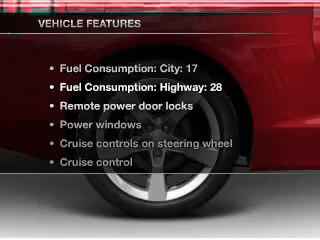 VEHICLE FEATURES
• Fuel Consumption: City: 17
• Fuel Consumption: Highway: 28
• Remote power door locks
• Power windows
• Cruise controls on steering wheel
• Cruise control